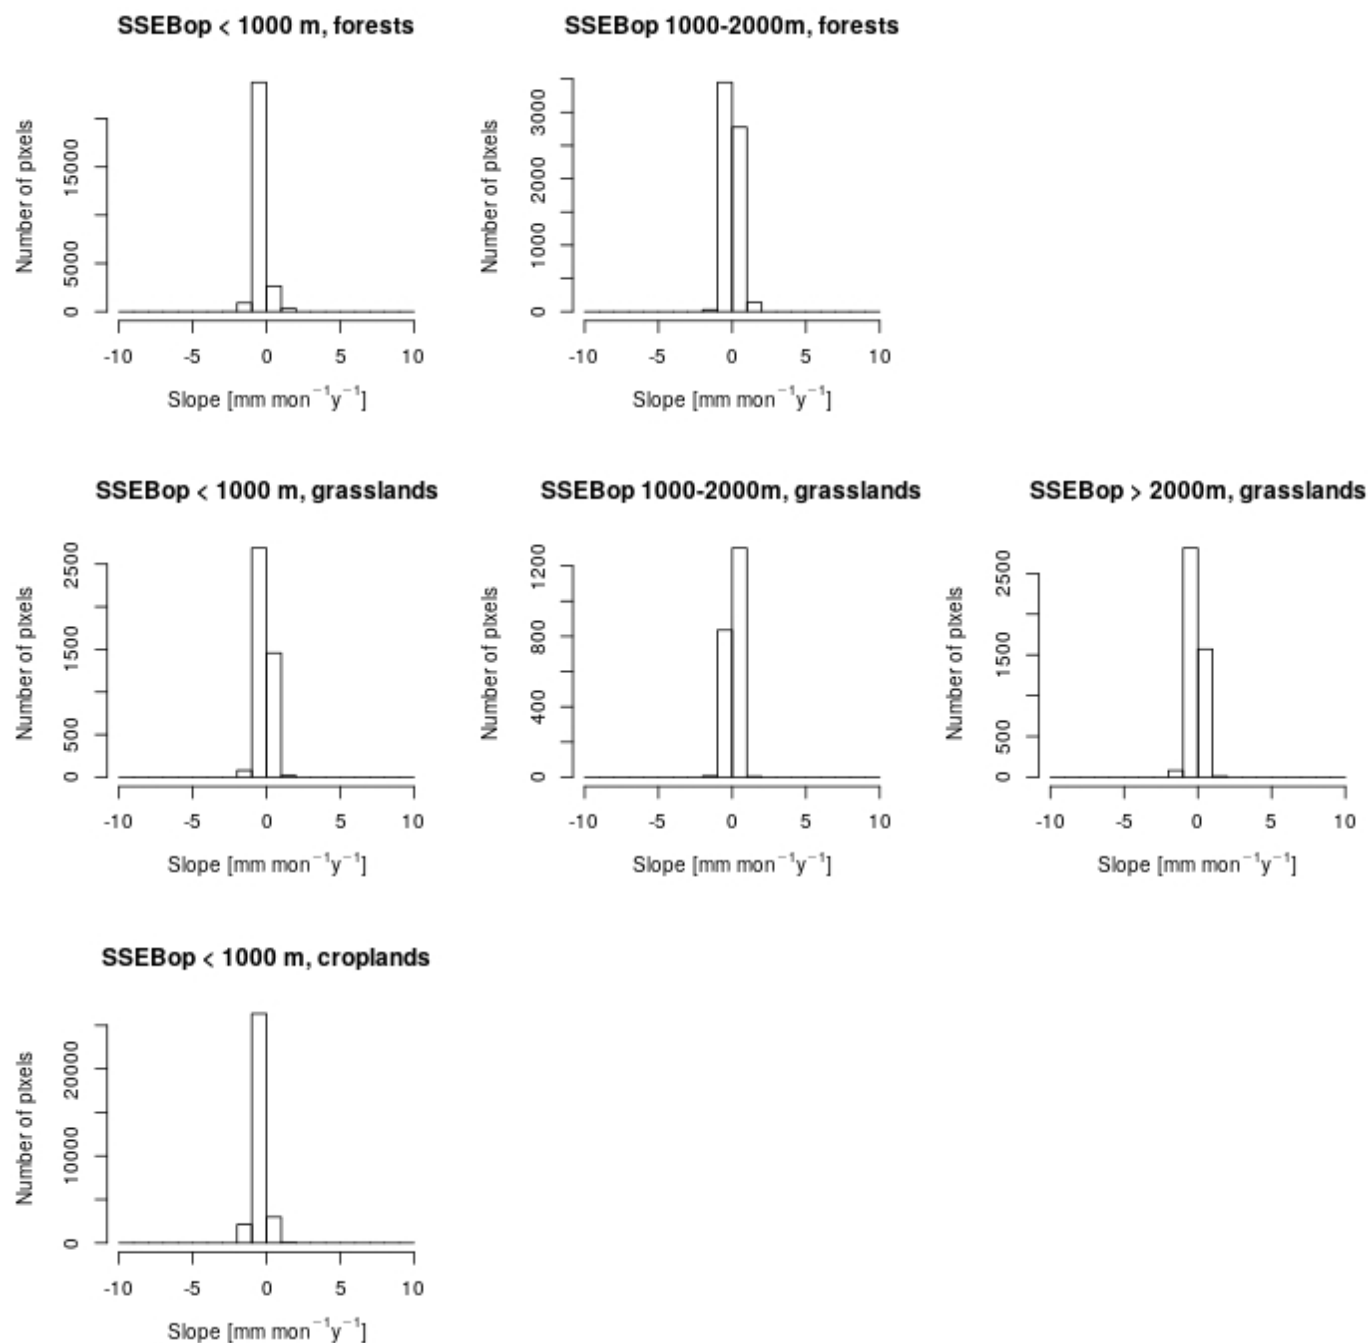 SSEBop < 1000 m, forests
Number of pixels
0 5000 15000
-10 -5 0 5 10
Slope [mm mon⁻¹y⁻¹]
SSEBop 1000-2000m, forests
Number of pixels
0 1000 2000 3000
-10 -5 0 5 10
Slope [mm mon⁻¹y⁻¹]
SSEBop < 1000 m, grasslands
Number of pixels
0 500 1500 2500
-10 -5 0 5 10
Slope [mm mon⁻¹y⁻¹]
SSEBop 1000-2000m, grasslands
Number of pixels
0 400 800 1200
-10 -5 0 5 10
Slope [mm mon⁻¹y⁻¹]
SSEBop > 2000m, grasslands
Number of pixels
0 500 1500 2500
-10 -5 0 5 10
Slope [mm mon⁻¹y⁻¹]
SSEBop < 1000 m, croplands
Number of pixels
0 10000 20000
-10 -5 0 5 10
Slope [mm mon⁻¹y⁻¹]